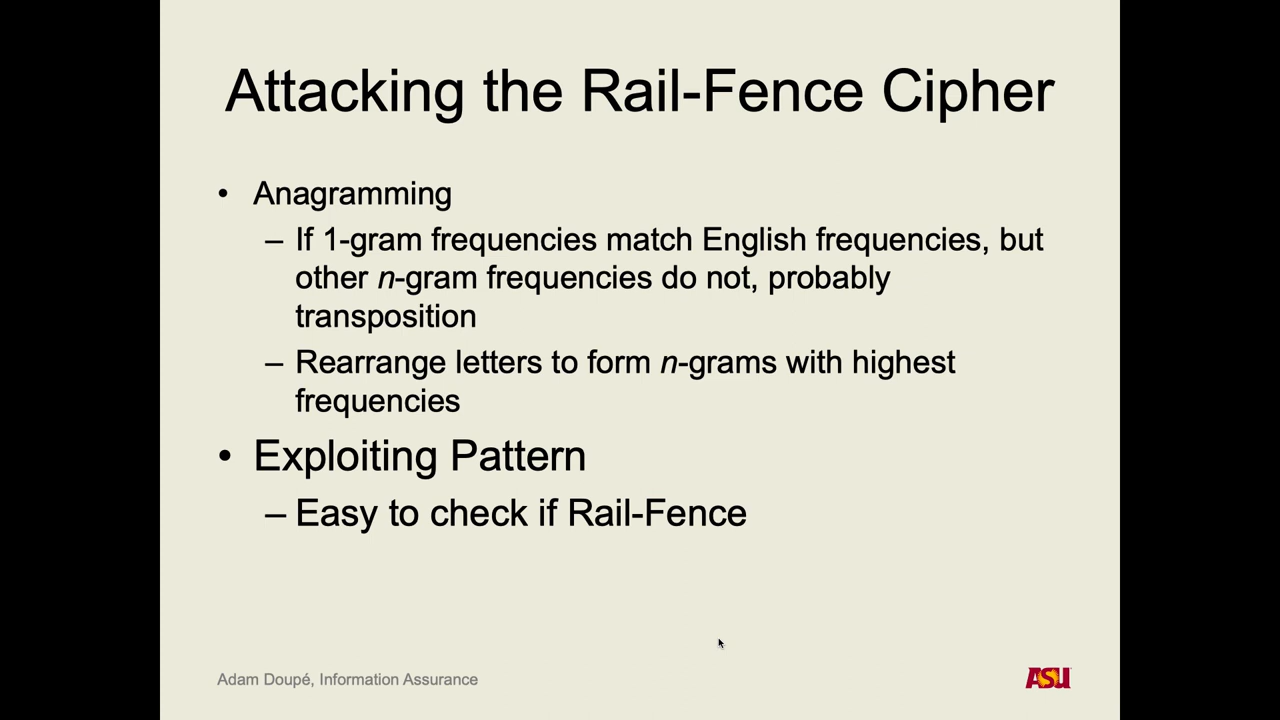 Attacking the Rail-Fence Cipher
• Anagramming
– If 1-gram frequencies match English frequencies, but
other n-gram frequencies do not, probably
transposition
– Rearrange letters to form n-grams with highest
frequencies
• Exploiting Pattern
– Easy to check if Rail-Fence
Adam Doupé, Information Assurance
ASU